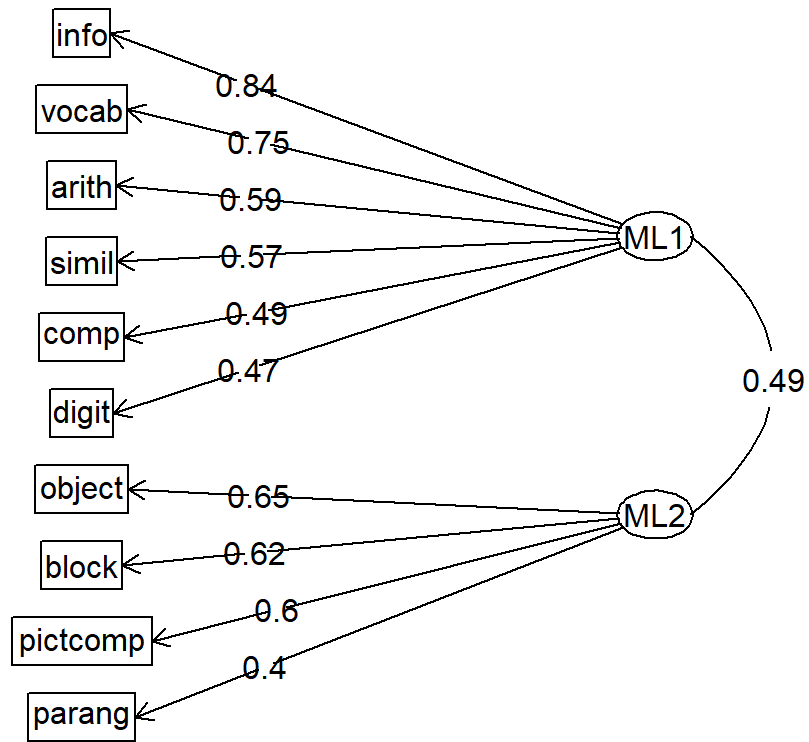 info
0.84
vocab
0.75
arith
0.59
ML1
simil
0.57
comp
0.49
digit
0.47
0.49
object
0.65
ML2
block
0.62
pictcomp
0.6
parang
0.4